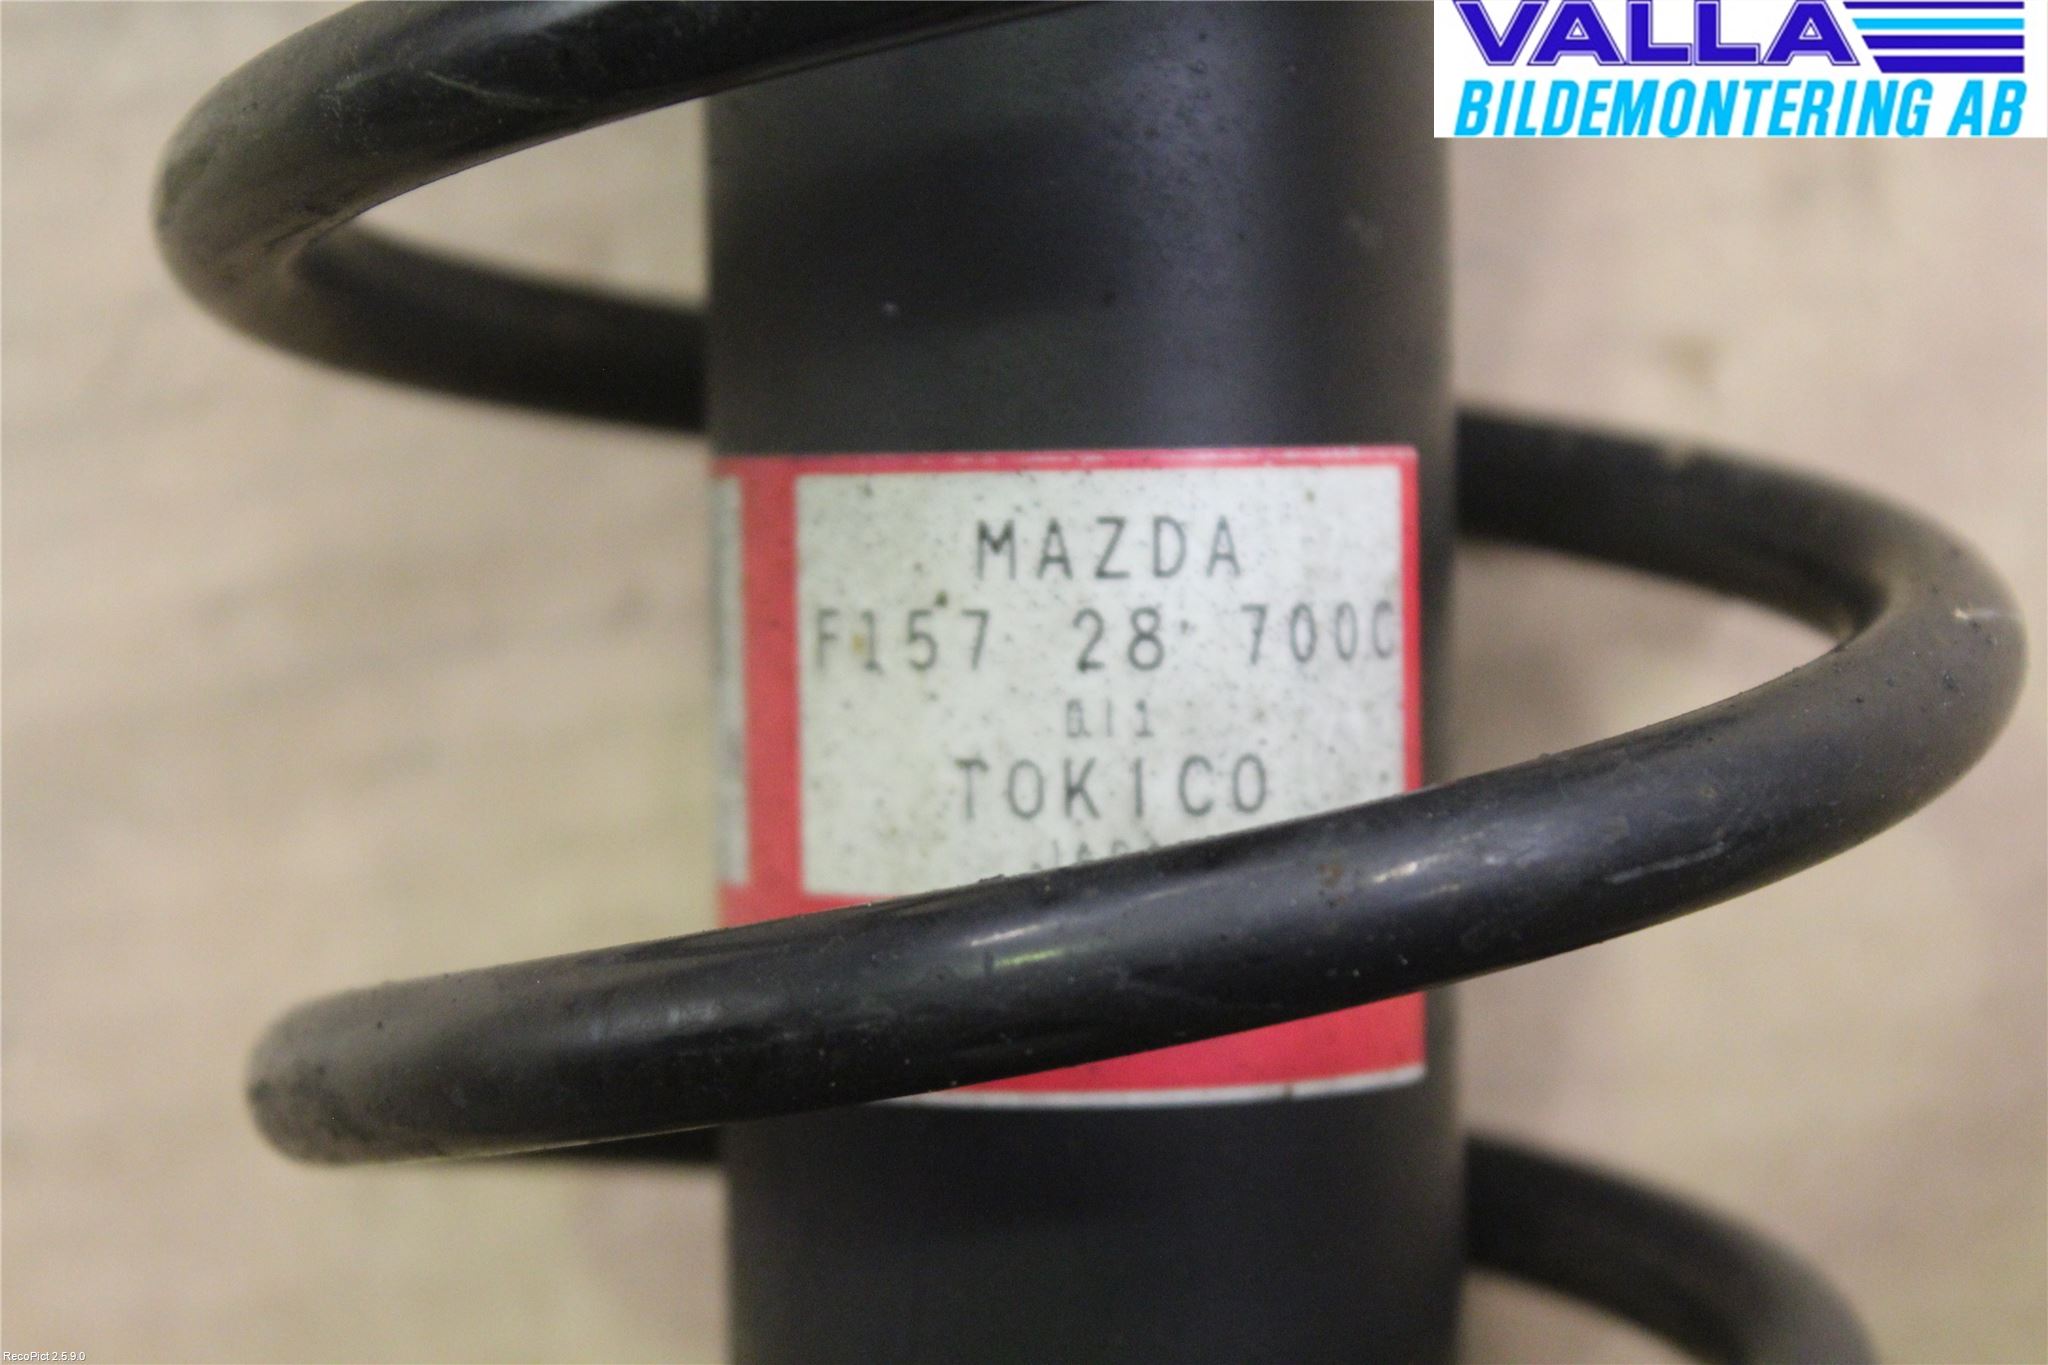 VALLA
BILDEMONTERING AB
MAZDA
F157 28 700C
TOKICO
RecoPict 2.5.9.0